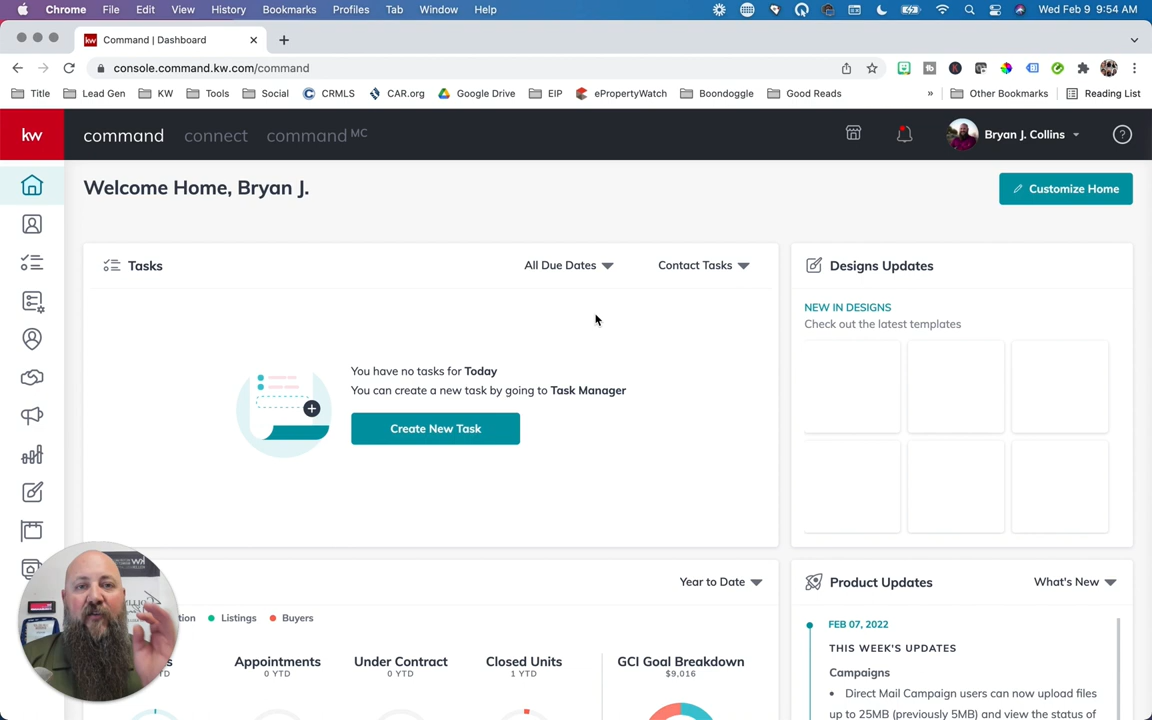 Chrome File Edit View History Bookmarks Profiles Tab Window Help Wed Feb 9 9:54 AM
kw Command | Dashboard
console.command.kw.com/command
Title Lead Gen KW Tools Social CRMLS CAR.org Google Drive EIP ePropertyWatch Boondoggle Good Reads » Other Bookmarks Reading List
kw command connect command MC Bryan J. Collins
Welcome Home, Bryan J.
Customize Home
Tasks
All Due Dates
Contact Tasks
Designs Updates
NEW IN DESIGNS
Check out the latest templates
You have no tasks for Today
You can create a new task by going to Task Manager
Create New Task
Year to Date
Product Updates
What's New
Listings
Buyers
FEB 07, 2022
THIS WEEK'S UPDATES
Appointments
0 YTD
Under Contract
0 YTD
Closed Units
1 YTD
GCI Goal Breakdown
$9,016
Campaigns
• Direct Mail Campaign users can now upload files
up to 25MB (previously 5MB) and view the status of